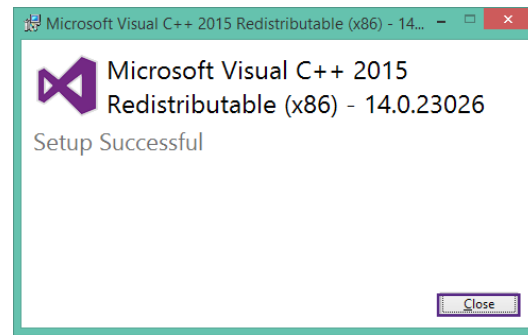 Microsoft Visual C++ 2015 Redistributable (x86) - 14...
Microsoft Visual C++ 2015
Redistributable (x86) - 14.0.23026
Setup Successful
Close